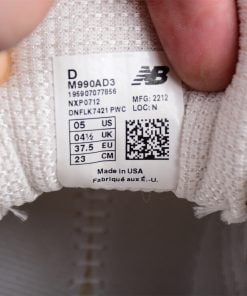 D
M990AD3
195907077856
NXP0712
DNFLK7421 PWC
NB
MFG: 2212
LOC: N
05 US
04½ UK
37.5 EU
23 CM
Made in USA
Fabriqué aux É.-U.